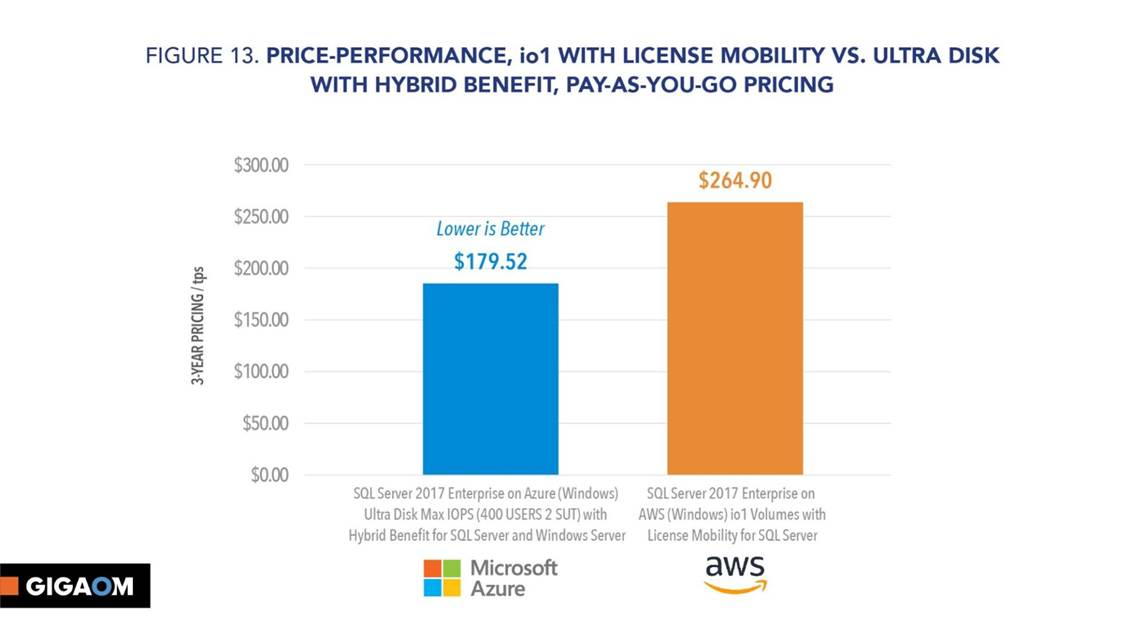 FIGURE 13. PRICE-PERFORMANCE, io1 WITH LICENSE MOBILITY VS. ULTRA DISK
WITH HYBRID BENEFIT, PAY-AS-YOU-GO PRICING
3-YEAR PRICING / tps
$300.00
$250.00
$200.00
$150.00
$100.00
$50.00
$0.00
Lower is Better
$179.52
$264.90
SQL Server 2017 Enterprise on Azure (Windows)
Ultra Disk Max IOPS (400 USERS 2 SUT) with
Hybrid Benefit for SQL Server and Windows Server
SQL Server 2017 Enterprise on
AWS (Windows) io1 Volumes with
License Mobility for SQL Server
Microsoft
Azure
aws
GIGAOM